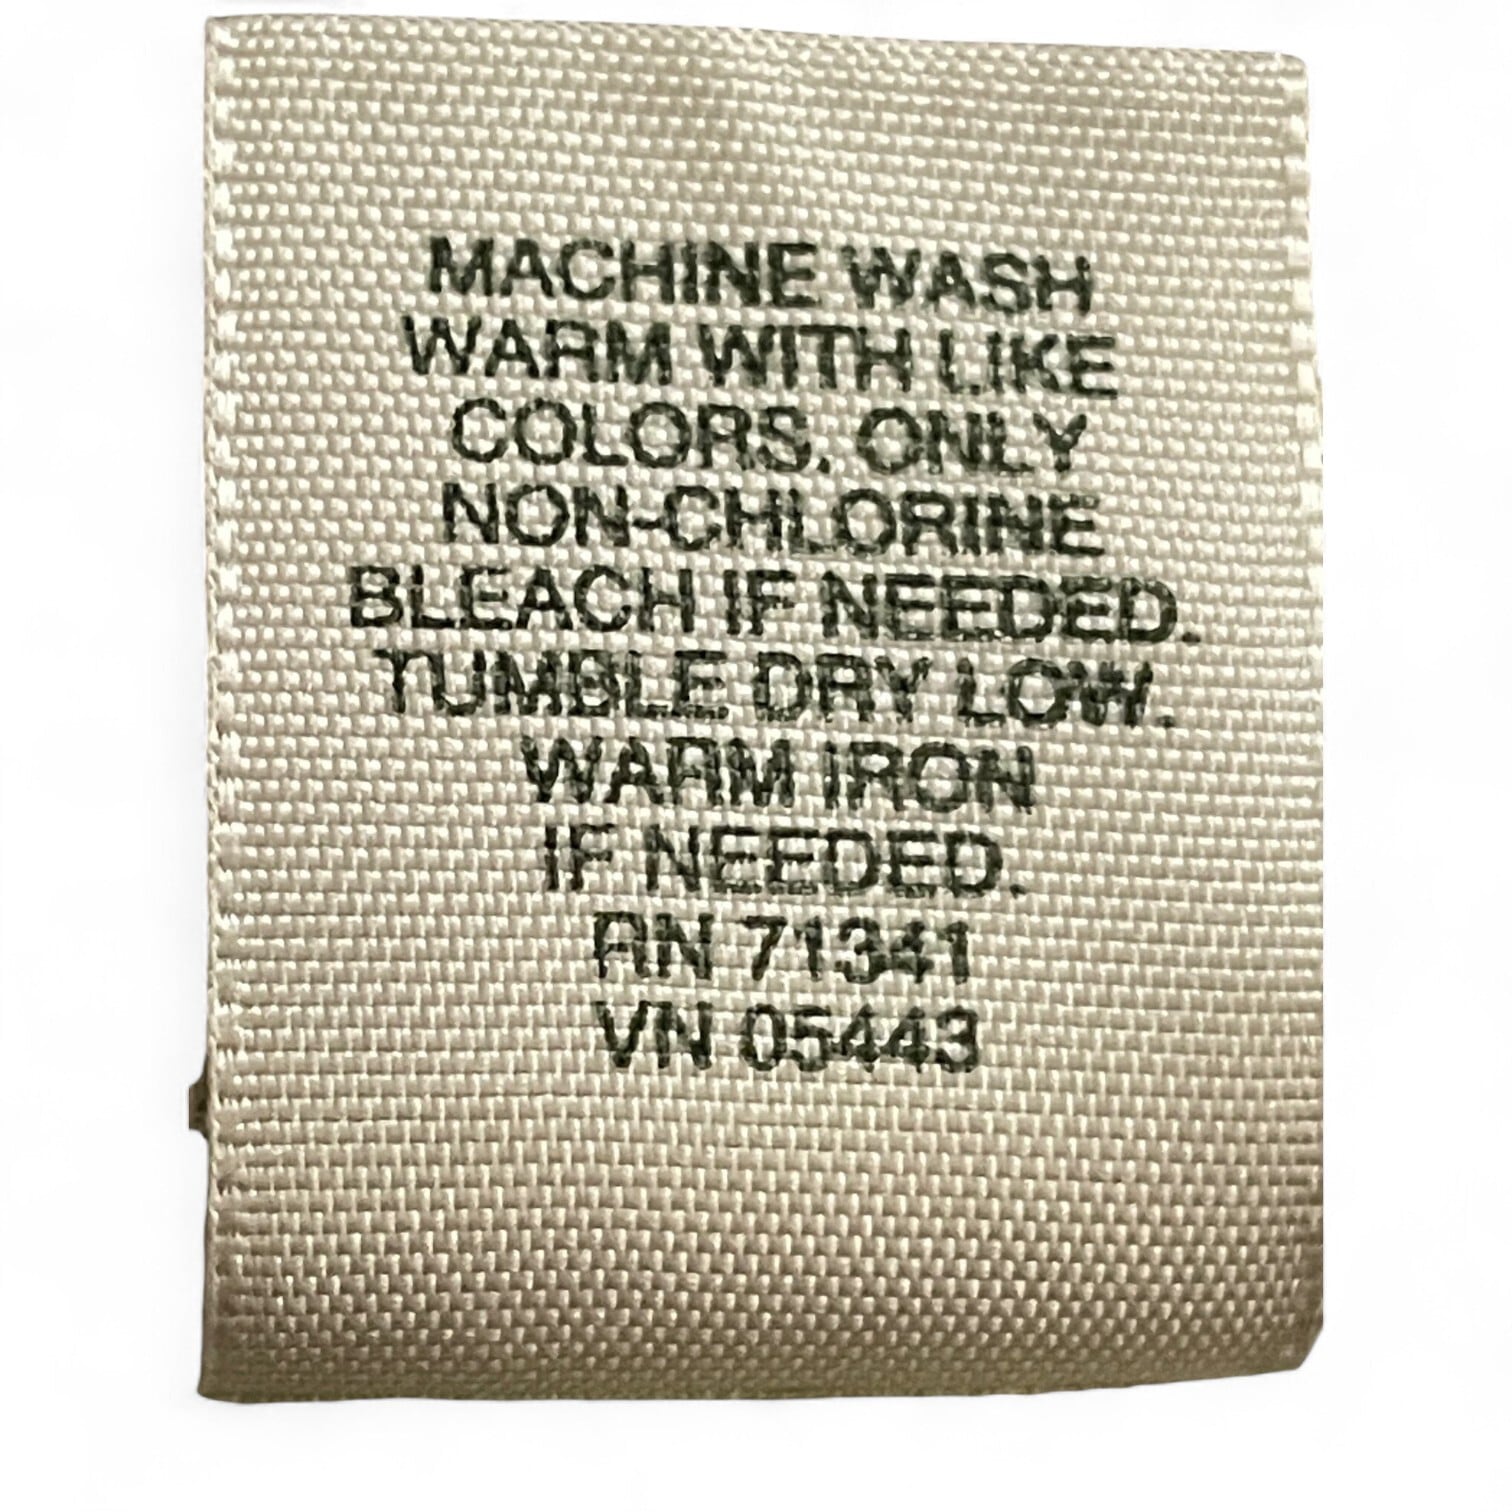 MACHINE WASH
WARM WITH LIKE
COLORS. ONLY
NON-CHLORINE
BLEACH IF NEEDED.
TUMBLE DRY LOW.
WARM IRON
IF NEEDED.
RN 71341
VN 05443